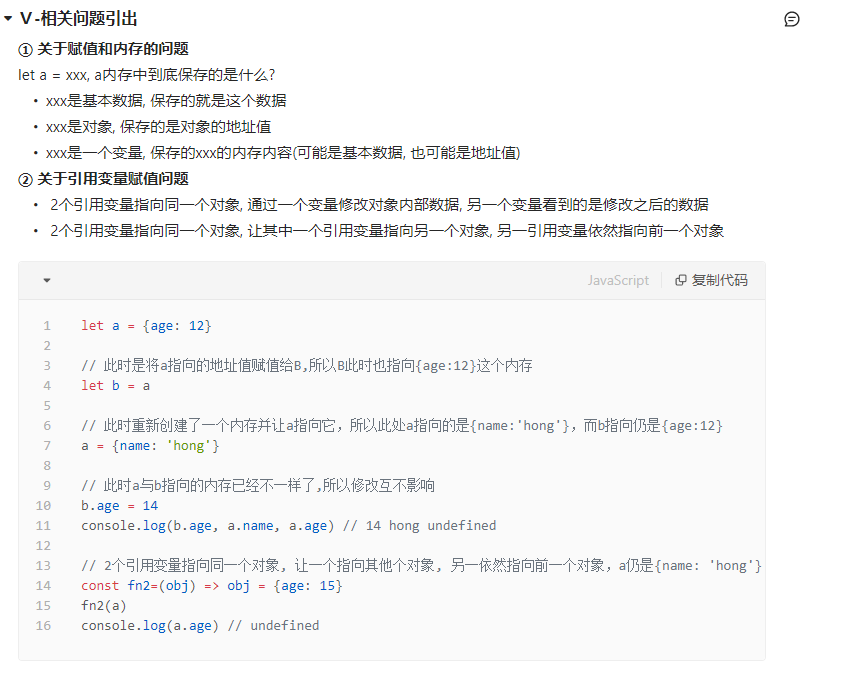 V -相关问题引出
① 关于赋值和内存的问题
let a = xxx, a内存中到底保存的是什么?
• xxx是基本数据, 保存的就是这个数据
• xxx是对象, 保存的是对象的地址值
• xxx是一个变量, 保存的xxx的内存内容(可能是基本数据, 也可能是地址值)
② 关于引用变量赋值问题
• 2个引用变量指向同一个对象, 通过一个变量修改对象内部数据, 另一个变量看到的是修改之后的数据
• 2个引用变量指向同一个对象, 让其中一个引用变量指向另一个对象, 另一引用变量依然指向前一个对象
JavaScript 复制代码
1 let a = {age: 12}
2
3 // 此时是将a指向的地址值赋值给B,所以B此时也指向{age:12}这个内存
4 let b = a
5
6 // 此时重新创建了一个内存并让a指向它，所以此处a指向的是{name:'hong'}，而b指向仍是{age:12}
7 a = {name: 'hong'}
8
9 // 此时a与b指向的内存已经不一样了,所以修改互不影响
10 b.age = 14
11 console.log(b.age, a.name, a.age) // 14 hong undefined
12
13 // 2个引用变量指向同一个对象, 让一个指向其他个对象, 另一依然指向前一个对象，a仍是{name: 'hong'}
14 const fn2=(obj) => obj = {age: 15}
15 fn2(a)
16 console.log(a.age) // undefined